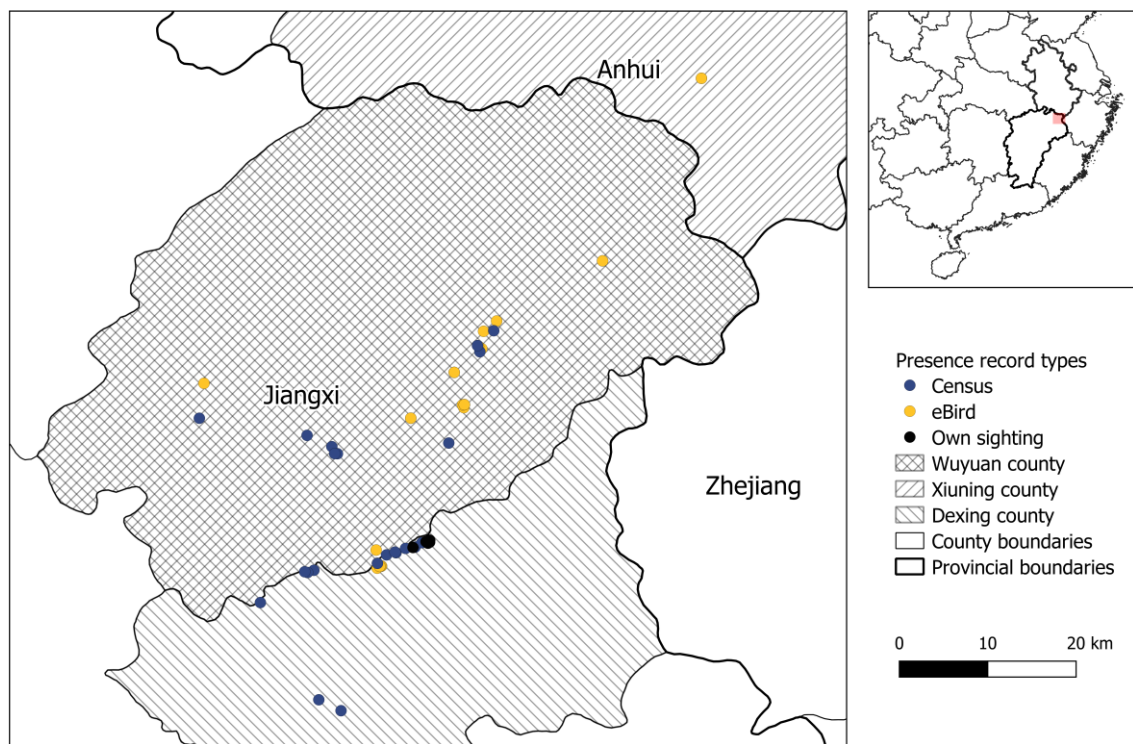 Anhui
Jiangxi
Zhejiang
Presence record types
Census
eBird
Own sighting
Wuyuan county
Xiuning county
Dexing county
County boundaries
Provincial boundaries
0 10 20 km